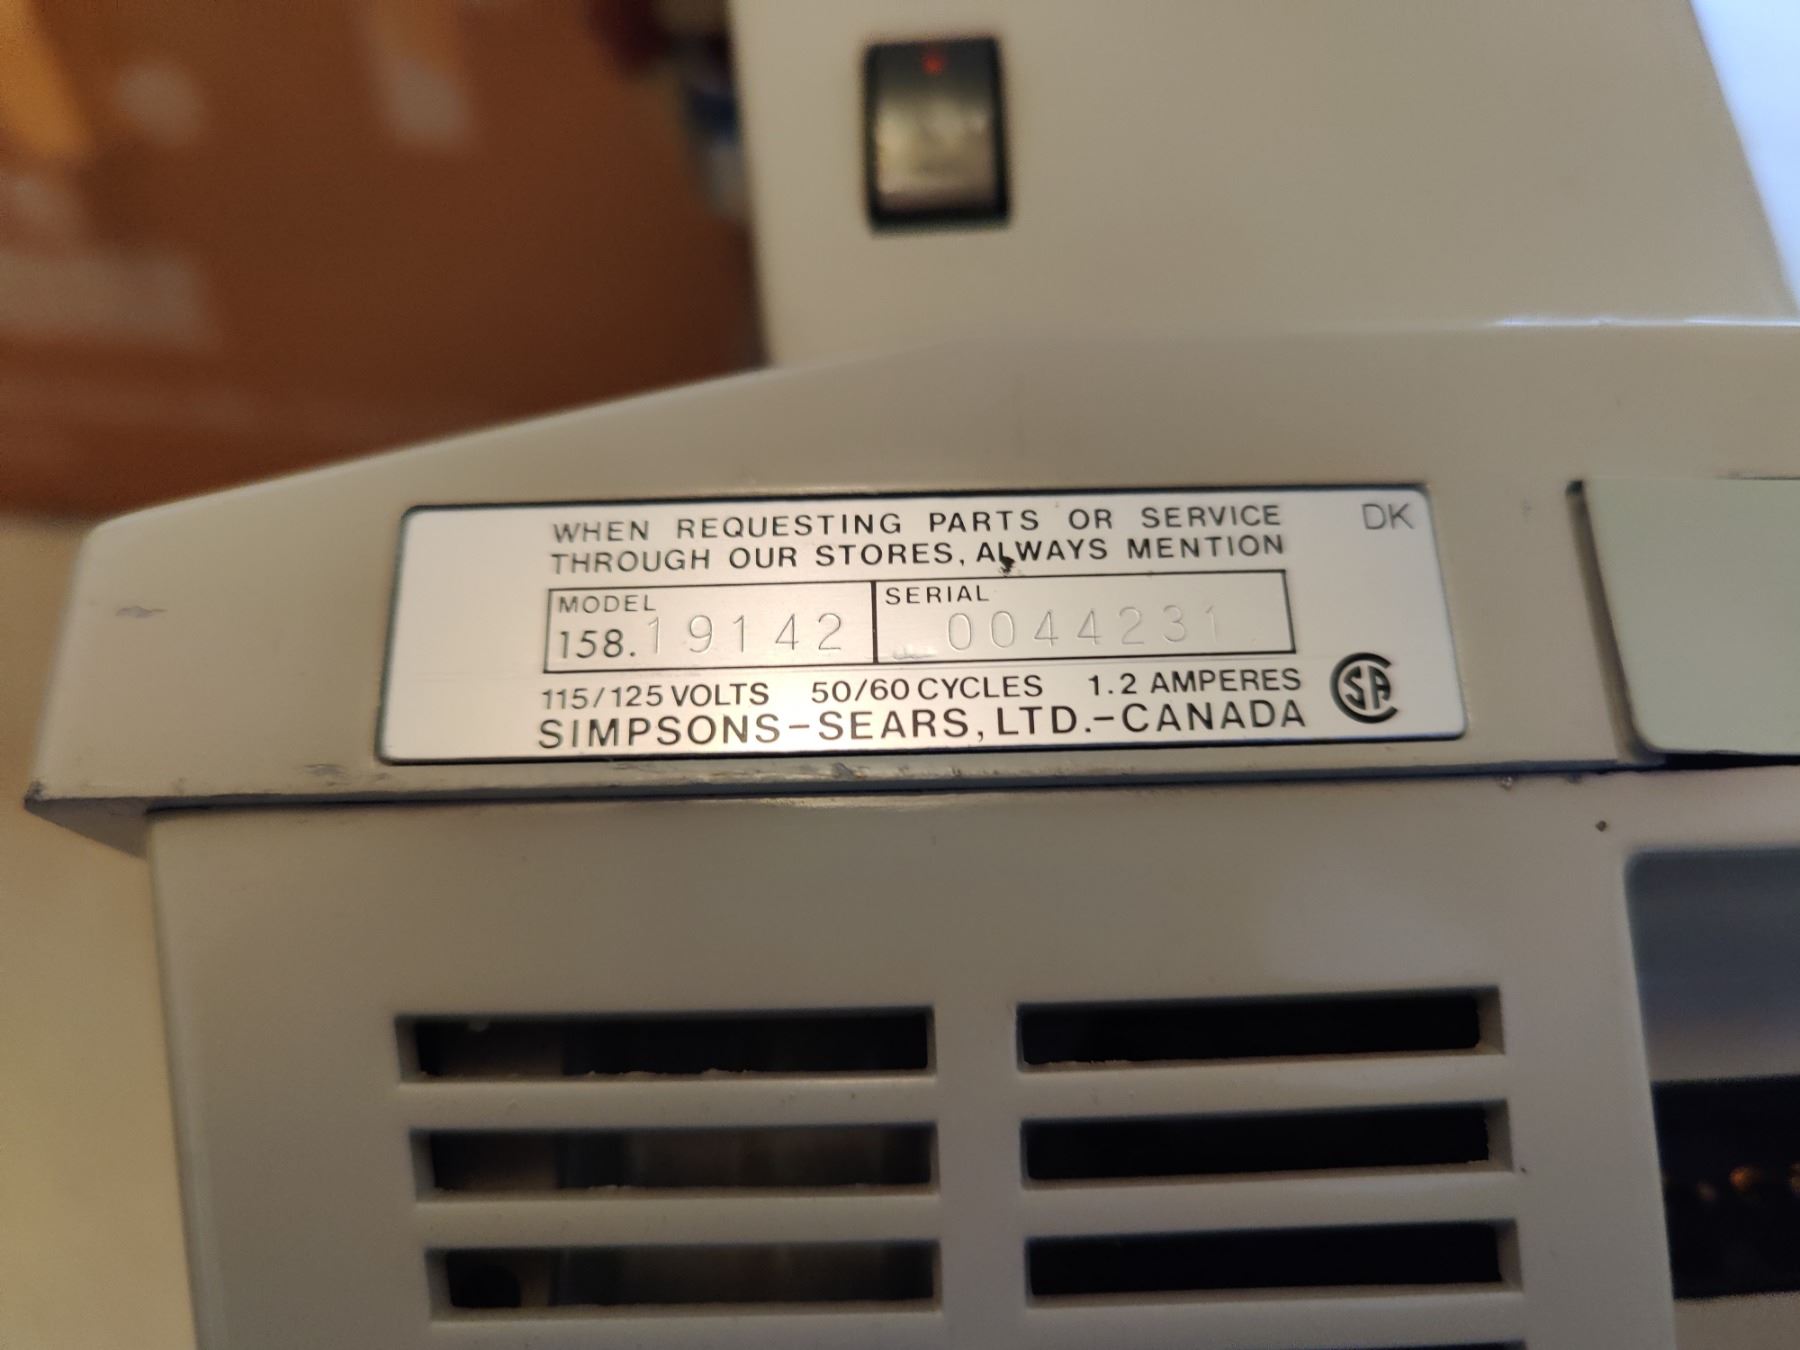 WHEN REQUESTING PARTS OR SERVICE DK
THROUGH OUR STORES, ALWAYS MENTION
MODEL SERIAL
158.19142 0044231
115/125 VOLTS 50/60 CYCLES 1.2 AMPERES
SIMPSONS-SEARS, LTD.-CANADA
CSA